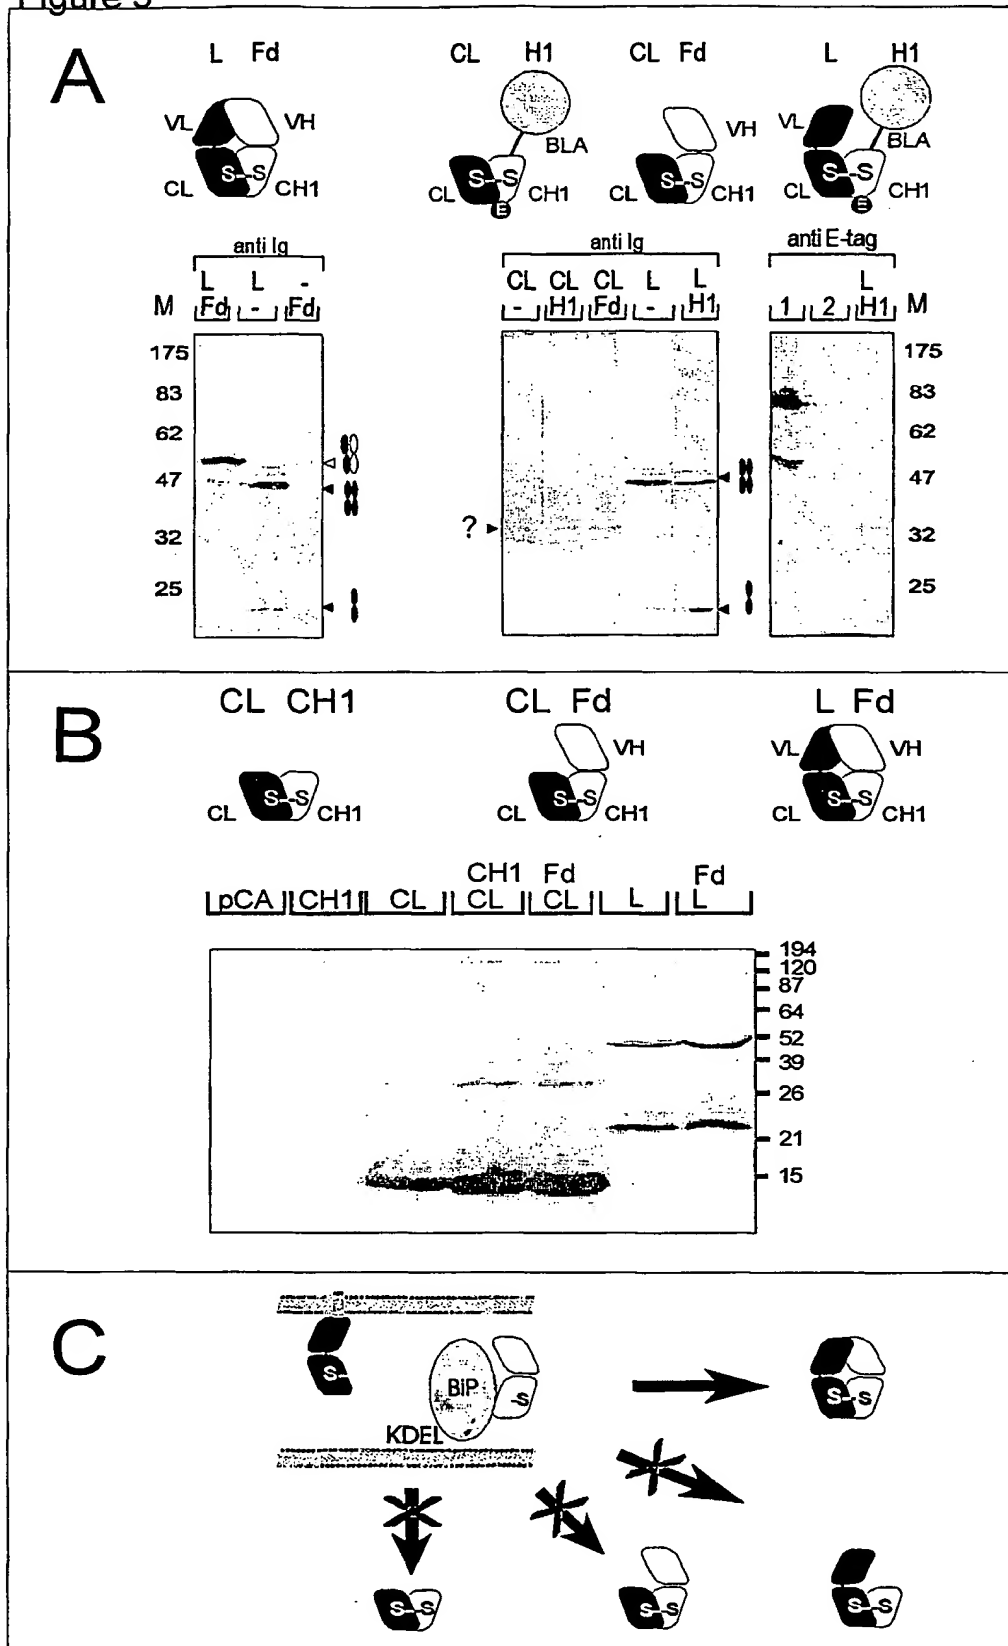 Figure 3
A
L Fd
CL H1
CL Fd
L H1
VL VH
CL S--S CH1
BLA
CL S--S CH1
E
VH
CL S--S CH1
VL
BLA
CL S--S CH1
E
anti Ig
anti Ig
anti E-tag
L L -
M Fd - Fd
CL CL CL L L
- H1 Fd - H1
L
1 2 H1 M
175
83
62
47
32
25
?
175
83
62
47
32
25
B
CL CH1
CL Fd
L Fd
CL S--S CH1
VH
CL S--S CH1
VL VH
CL S--S CH1
CH1 Fd Fd
pCA CH1 CL CL CL L L
194
120
87
64
52
39
26
21
15
C
S-
BiP
-S
KDEL
S--S
S--S
S--S
S--S